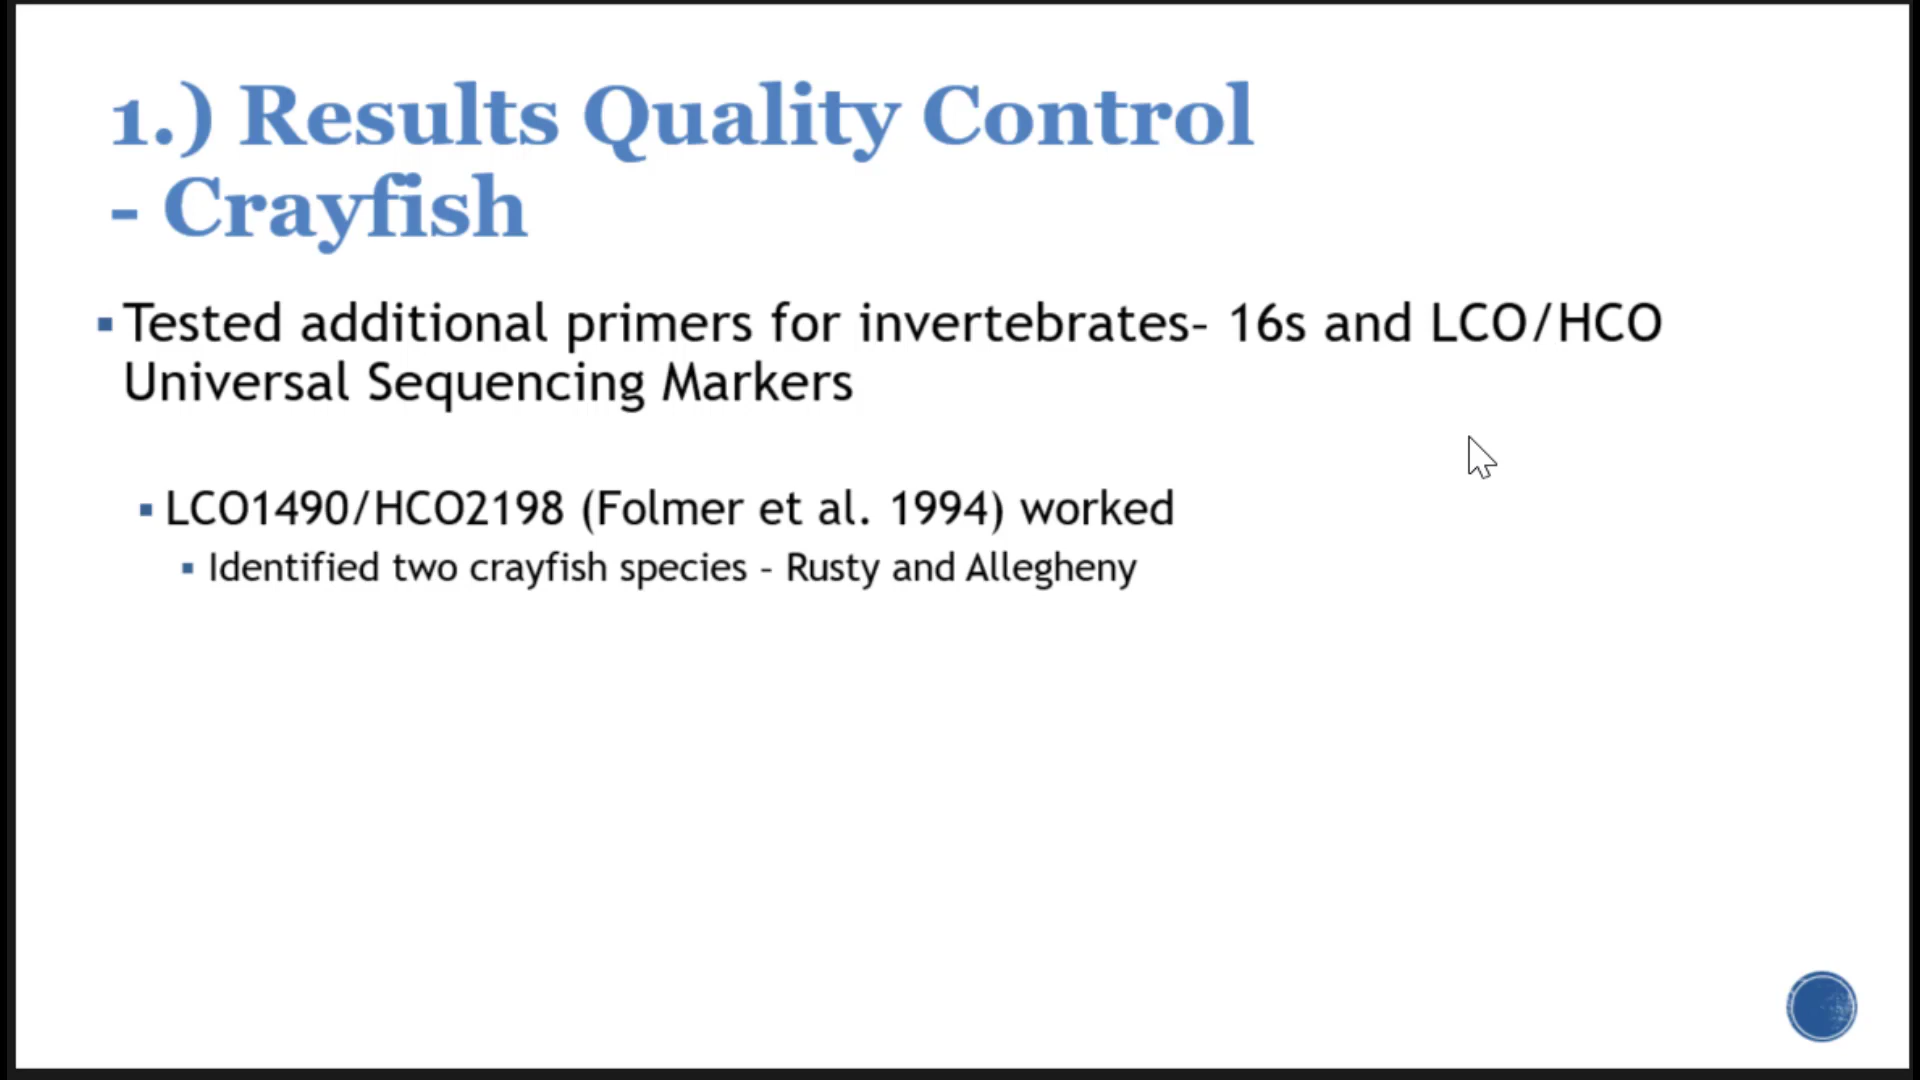 1.) Results Quality Control
- Crayfish
▪ Tested additional primers for invertebrates- 16s and LCO/HCO
Universal Sequencing Markers
▪ LCO1490/HCO2198 (Folmer et al. 1994) worked
▪ Identified two crayfish species - Rusty and Allegheny